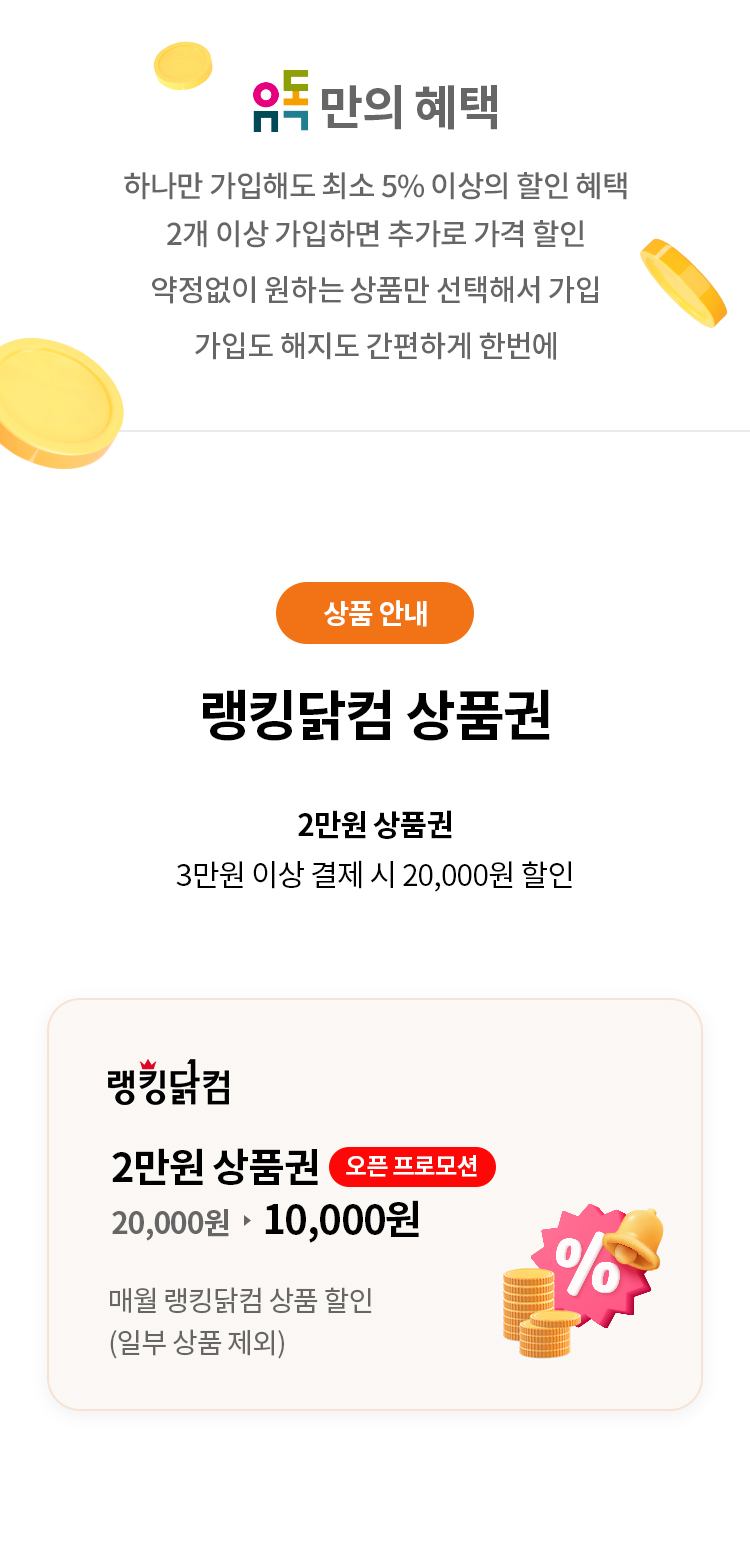 유독만의 혜택
하나만 가입해도 최소 5% 이상의 할인 혜택
2개 이상 가입하면 추가로 가격 할인
약정없이 원하는 상품만 선택해서 가입
가입도 해지도 간편하게 한번에
상품 안내
랭킹닭컴 상품권
2만원 상품권
3만원 이상 결제 시 20,000원 할인
랭킹닭컴
2만원 상품권 오픈 프로모션
20,000원 ▸ 10,000원
매월 랭킹닭컴 상품 할인
(일부 상품 제외)
%